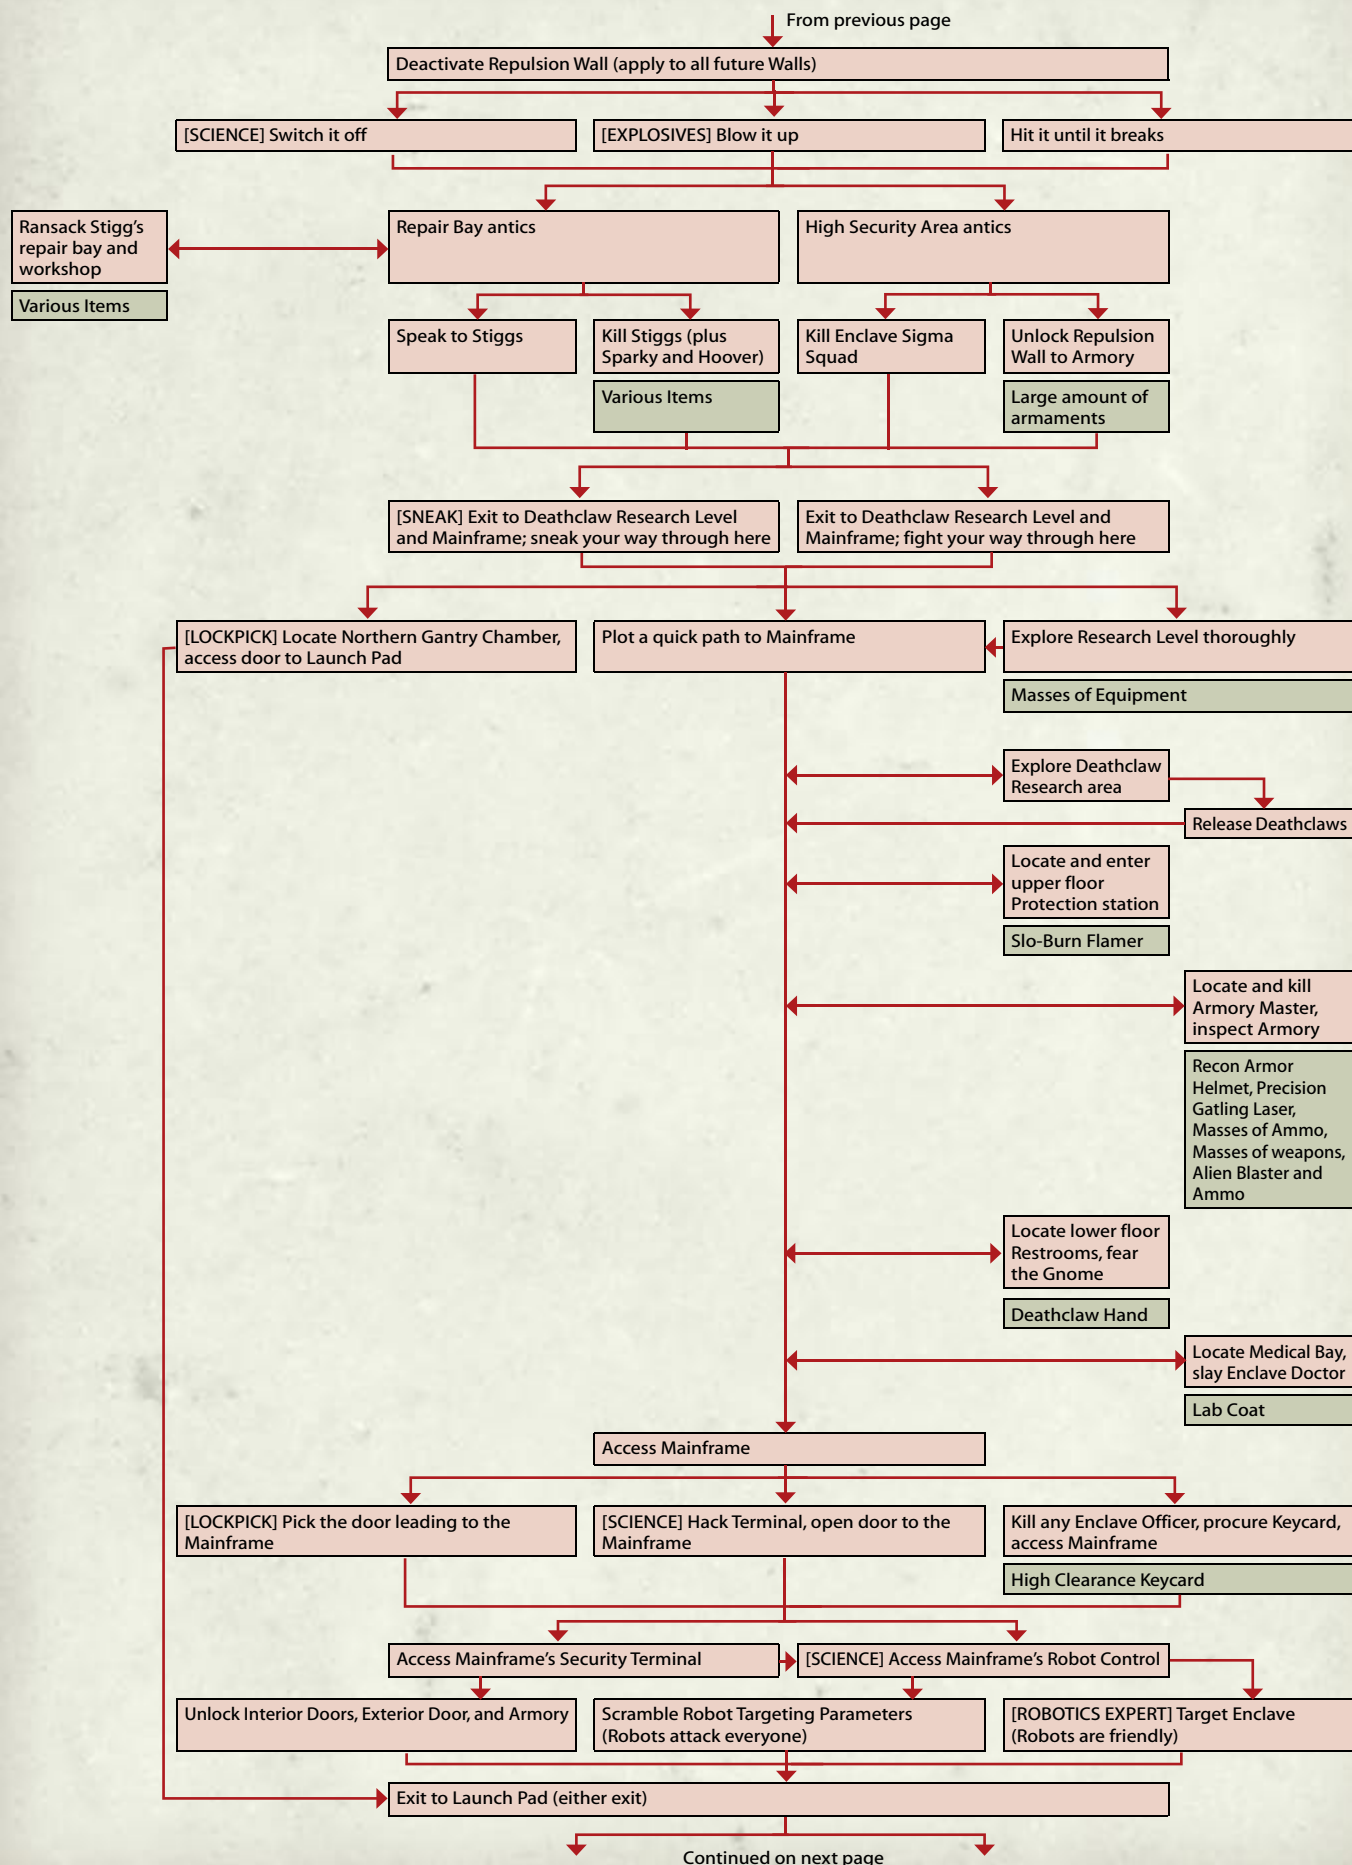 From previous page
Deactivate Repulsion Wall (apply to all future Walls)
[SCIENCE] Switch it off
[EXPLOSIVES] Blow it up
Hit it until it breaks
Ransack Stigg’s
repair bay and
workshop
Various Items
Repair Bay antics
High Security Area antics
Speak to Stiggs
Kill Stiggs (plus
Sparky and Hoover)
Various Items
Kill Enclave Sigma
Squad
Unlock Repulsion
Wall to Armory
Large amount of
armaments
[SNEAK] Exit to Deathclaw Research Level
and Mainframe; sneak your way through here
Exit to Deathclaw Research Level and
Mainframe; fight your way through here
[LOCKPICK] Locate Northern Gantry Chamber,
access door to Launch Pad
Plot a quick path to Mainframe
Explore Research Level thoroughly
Masses of Equipment
Explore Deathclaw
Research area
Release Deathclaws
Locate and enter
upper floor
Protection station
Slo-Burn Flamer
Locate and kill
Armory Master,
inspect Armory
Recon Armor
Helmet, Precision
Gatling Laser,
Masses of Ammo,
Masses of weapons,
Alien Blaster and
Ammo
Locate lower floor
Restrooms, fear
the Gnome
Deathclaw Hand
Locate Medical Bay,
slay Enclave Doctor
Lab Coat
Access Mainframe
[LOCKPICK] Pick the door leading to the
Mainframe
[SCIENCE] Hack Terminal, open door to the
Mainframe
Kill any Enclave Officer, procure Keycard,
access Mainframe
High Clearance Keycard
Access Mainframe’s Security Terminal
[SCIENCE] Access Mainframe’s Robot Control
Unlock Interior Doors, Exterior Door, and Armory
Scramble Robot Targeting Parameters
(Robots attack everyone)
[ROBOTICS EXPERT] Target Enclave
(Robots are friendly)
Exit to Launch Pad (either exit)
Continued on next page